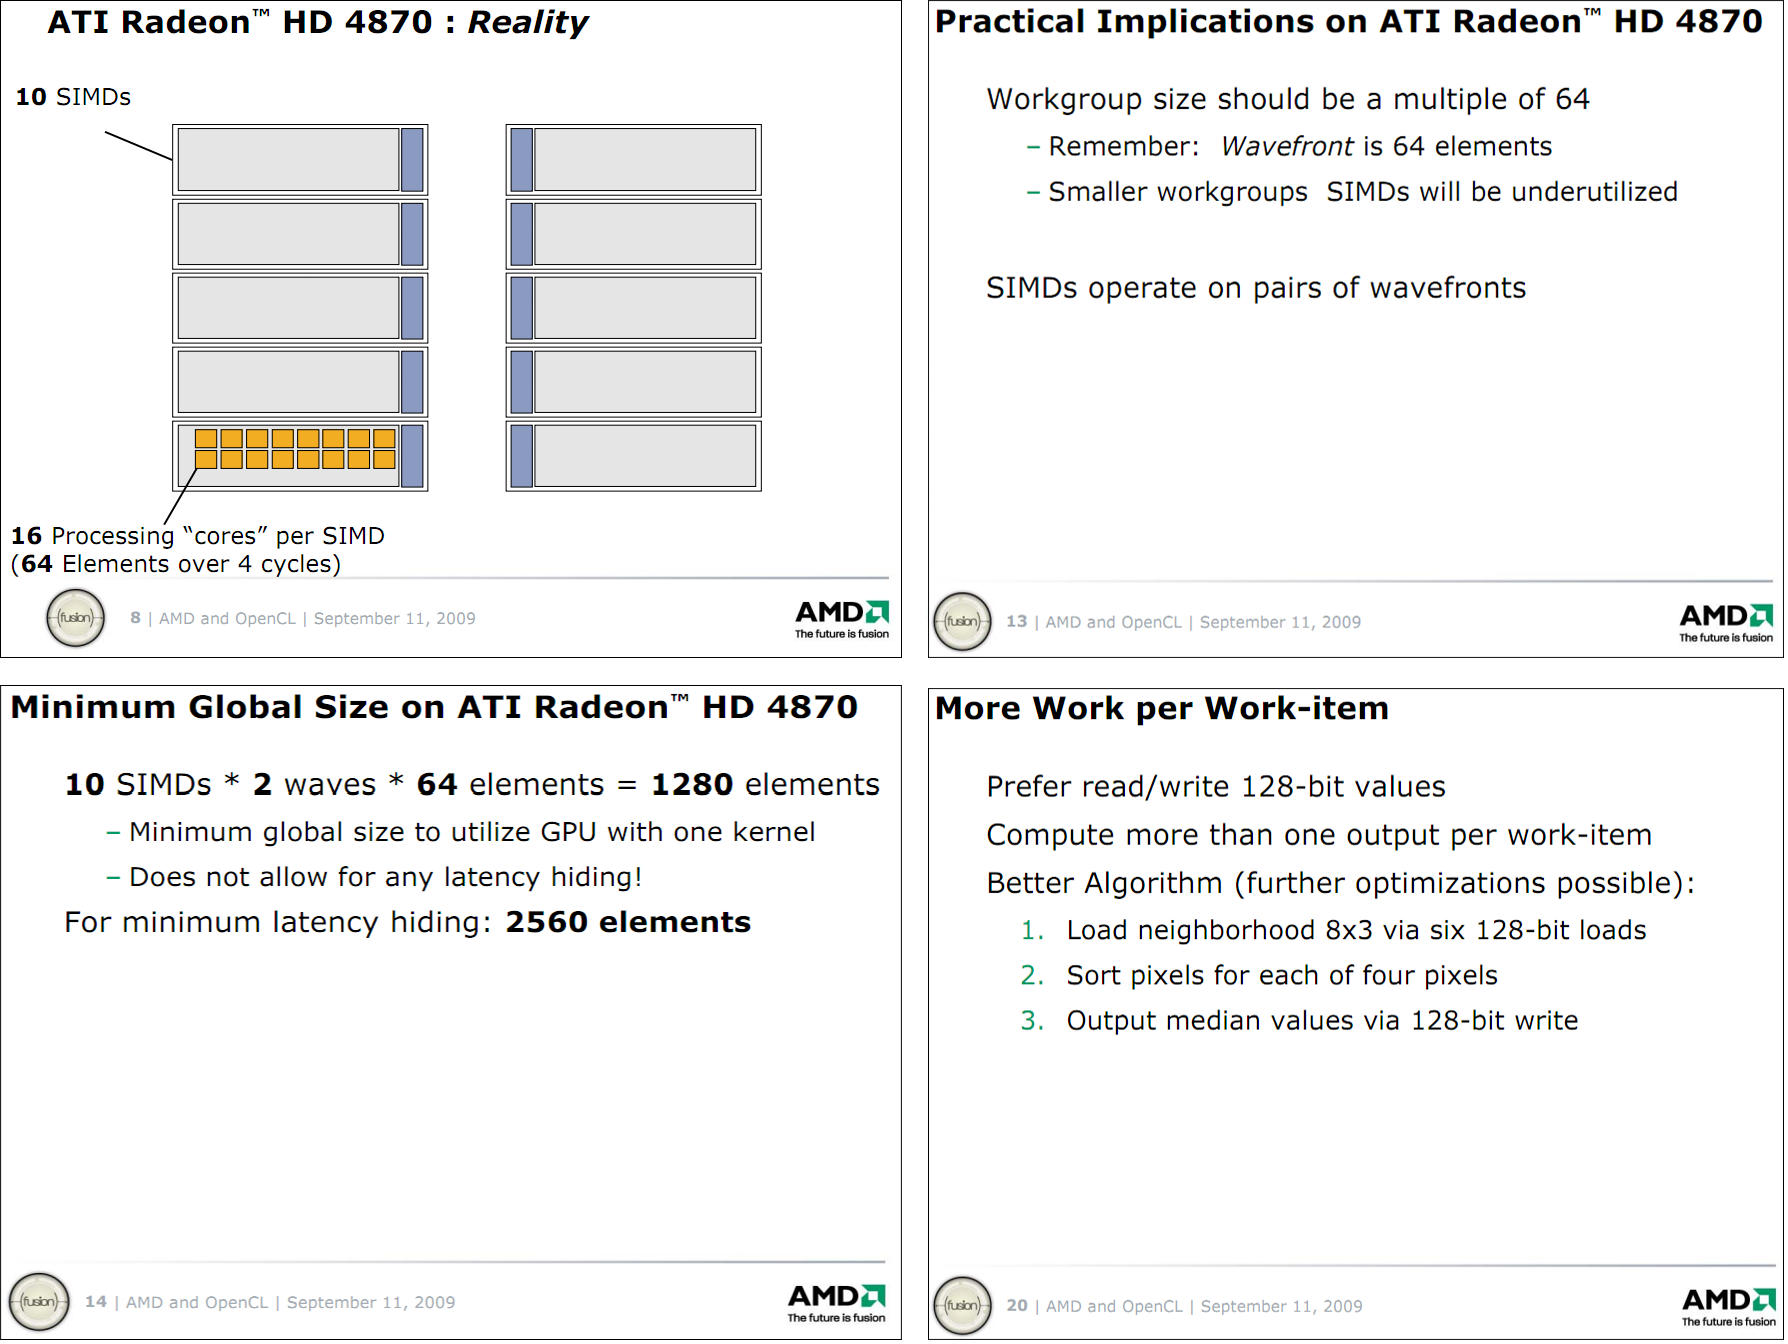 ATI Radeon™ HD 4870 : Reality
10 SIMDs
16 Processing “cores” per SIMD
(64 Elements over 4 cycles)
(fusion)
8 | AMD and OpenCL | September 11, 2009
AMD
The future is fusion
Practical Implications on ATI Radeon™ HD 4870
Workgroup size should be a multiple of 64
– Remember: Wavefront is 64 elements
– Smaller workgroups SIMDs will be underutilized
SIMDs operate on pairs of wavefronts
(fusion)
13 | AMD and OpenCL | September 11, 2009
AMD
The future is fusion
Minimum Global Size on ATI Radeon™ HD 4870
10 SIMDs * 2 waves * 64 elements = 1280 elements
– Minimum global size to utilize GPU with one kernel
– Does not allow for any latency hiding!
For minimum latency hiding: 2560 elements
(fusion)
14 | AMD and OpenCL | September 11, 2009
AMD
The future is fusion
More Work per Work-item
Prefer read/write 128-bit values
Compute more than one output per work-item
Better Algorithm (further optimizations possible):
1. Load neighborhood 8x3 via six 128-bit loads
2. Sort pixels for each of four pixels
3. Output median values via 128-bit write
(fusion)
20 | AMD and OpenCL | September 11, 2009
AMD
The future is fusion